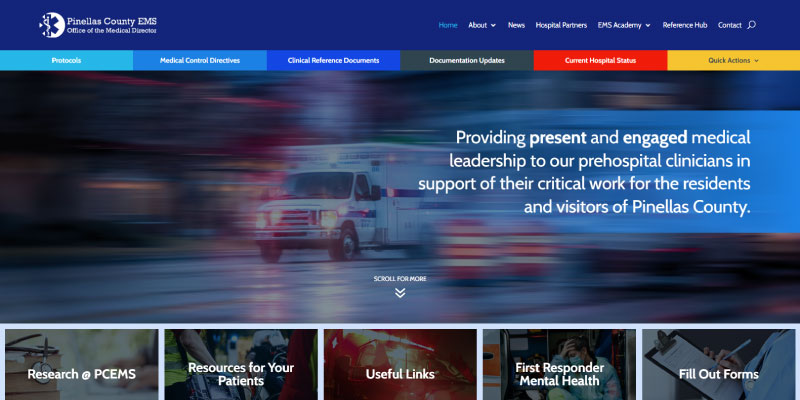 Pinellas County EMS
Office of the Medical Director
Home About News Hospital Partners EMS Academy Reference Hub Contact
Protocols Medical Control Directives Clinical Reference Documents Documentation Updates Current Hospital Status Quick Actions
Providing present and engaged medical
leadership to our prehospital clinicians in
support of their critical work for the residents
and visitors of Pinellas County.
SCROLL FOR MORE
Research @ PCEMS
Resources for Your
Patients
Useful Links
First Responder
Mental Health
Fill Out Forms